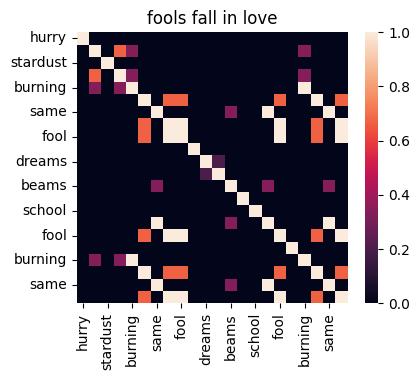 fools fall in love
hurry
stardust
burning
same
fool
dreams
beams
school
fool
burning
same
1.0
0.8
0.6
0.4
0.2
0.0
hurry
stardust
burning
same
fool
dreams
beams
school
fool
burning
same